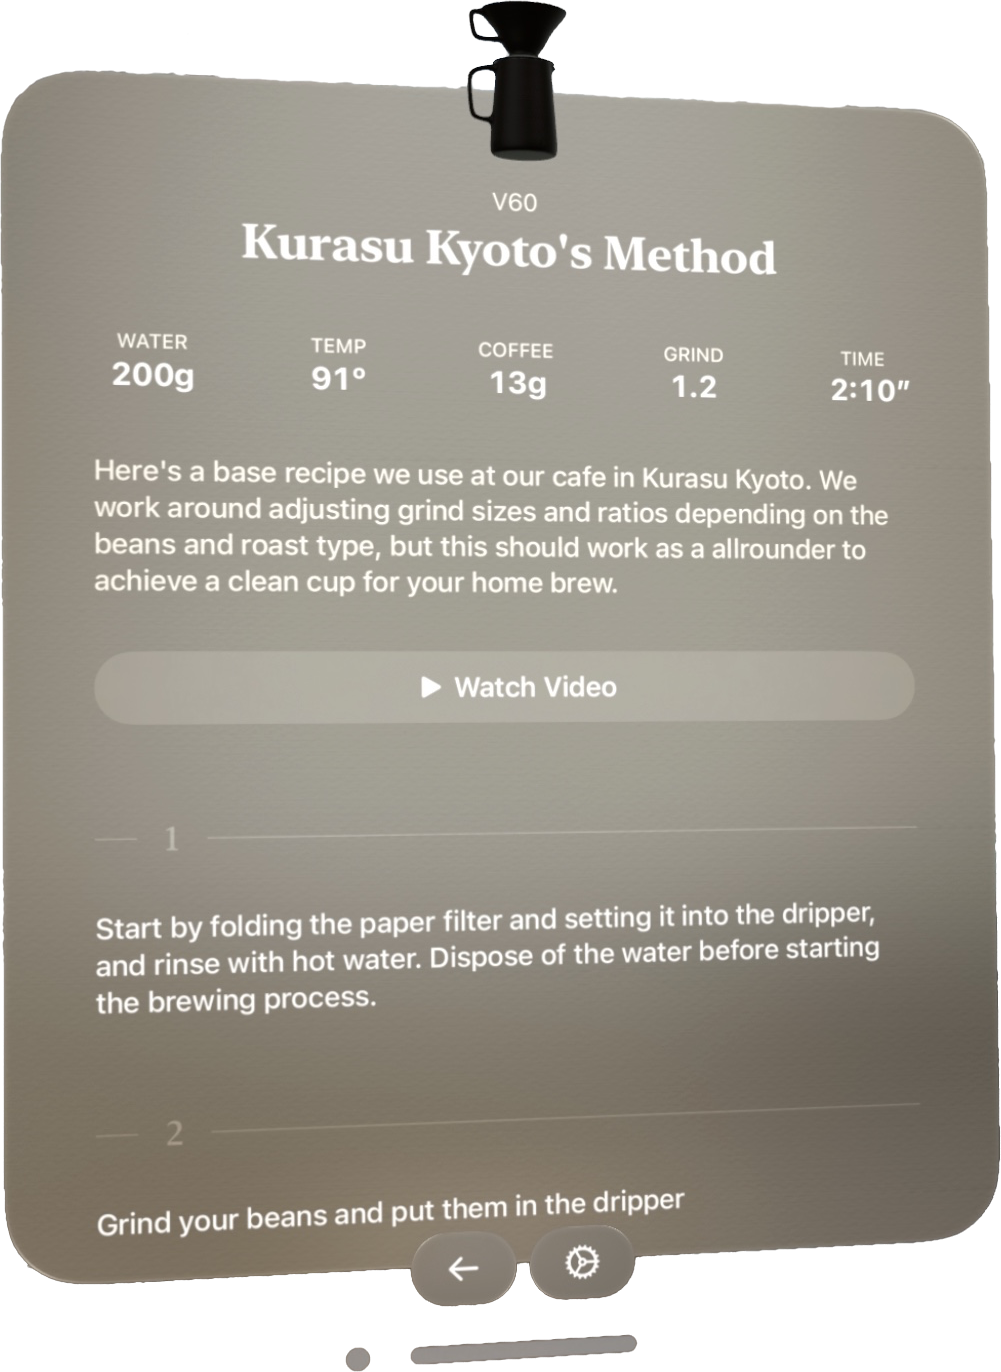 V60
Kurasu Kyoto's Method
WATER TEMP COFFEE GRIND TIME
200g 91° 13g 1.2 2:10″
Here's a base recipe we use at our cafe in Kurasu Kyoto. We
work around adjusting grind sizes and ratios depending on the
beans and roast type, but this should work as a allrounder to
achieve a clean cup for your home brew.
Watch Video
1
Start by folding the paper filter and setting it into the dripper,
and rinse with hot water. Dispose of the water before starting
the brewing process.
2
Grind your beans and put them in the dripper